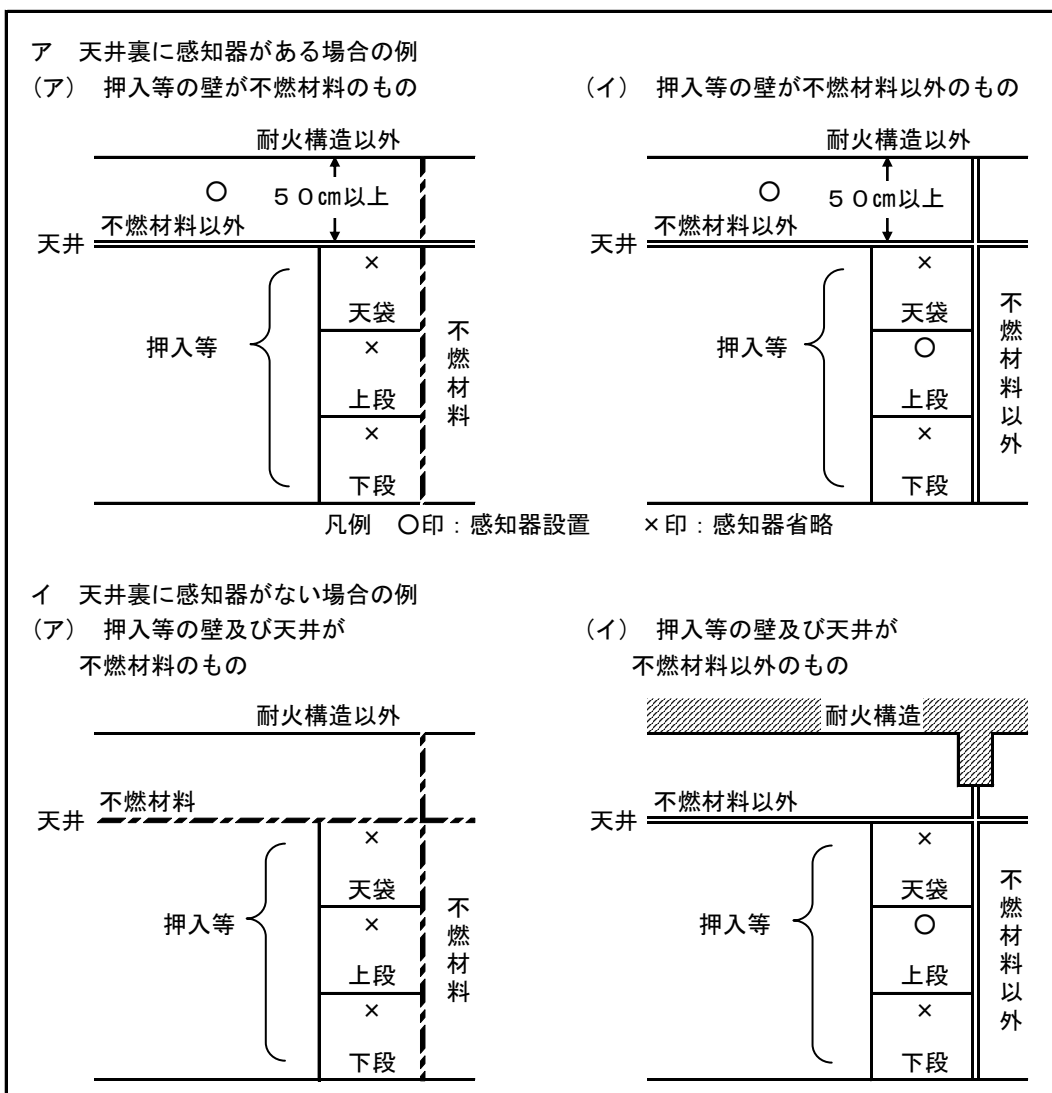 ア 天井裏に感知器がある場合の例
(ア) 押入等の壁が不燃材料のもの
耐火構造以外
○
50㎝以上
不燃材料以外
天井
押入等
×
天袋
×
上段
×
下段
不燃材料
(イ) 押入等の壁が不燃材料以外のもの
耐火構造以外
○
50㎝以上
不燃材料以外
天井
押入等
×
天袋
○
上段
×
下段
不燃材料以外
凡例 ○印:感知器設置 ×印:感知器省略
イ 天井裏に感知器がない場合の例
(ア) 押入等の壁及び天井が
不燃材料のもの
耐火構造以外
不燃材料
天井
押入等
×
天袋
×
上段
×
下段
不燃材料
(イ) 押入等の壁及び天井が
不燃材料以外のもの
耐火構造
不燃材料以外
天井
押入等
×
天袋
○
上段
×
下段
不燃材料以外